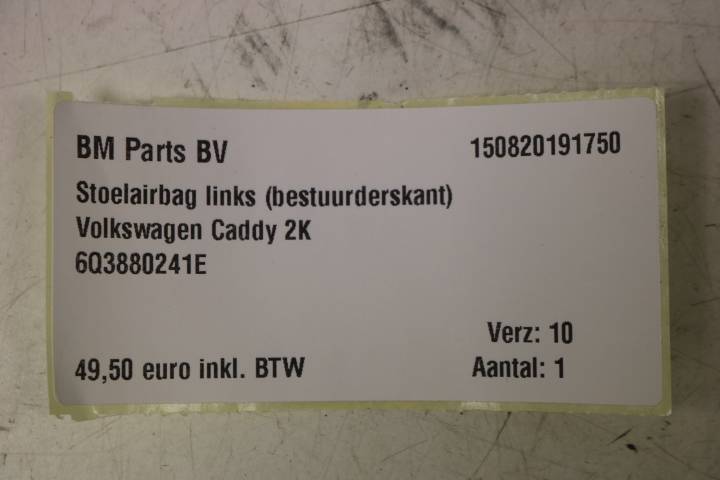 BM Parts BV 150820191750
Stoelairbag links (bestuurderskant)
Volkswagen Caddy 2K
6Q3880241E
Verz: 10
49,50 euro inkl. BTW Aantal: 1